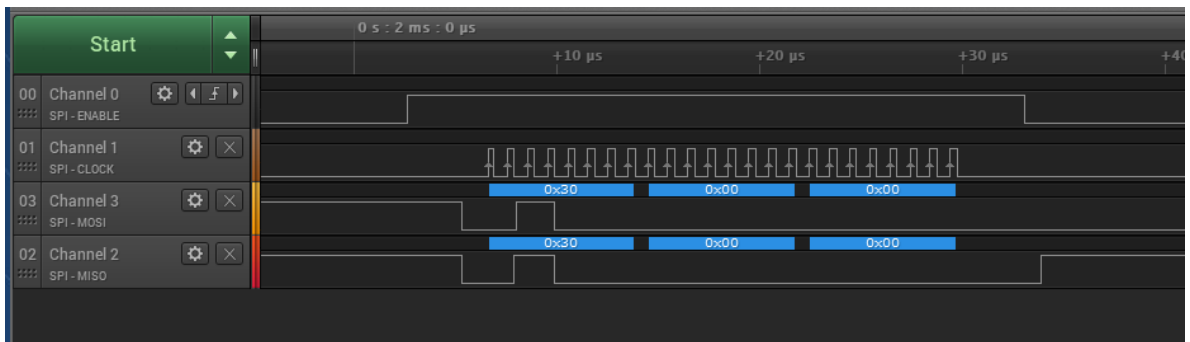 Start
0 s : 2 ms : 0 µs
+10 µs
+20 µs
+30 µs
00 Channel 0
SPI - ENABLE
01 Channel 1
SPI - CLOCK
0x30 0x00 0x00
03 Channel 3
SPI - MOSI
0x30 0x00 0x00
02 Channel 2
SPI - MISO